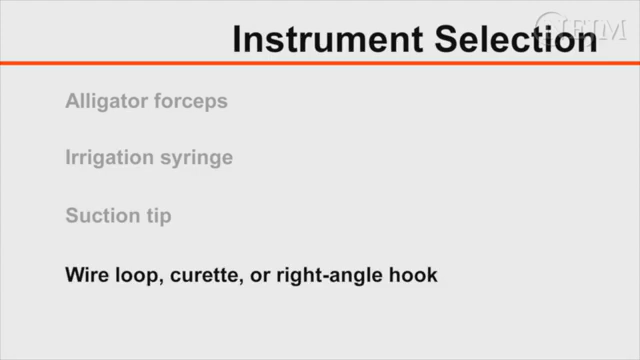 Instrument Selection
Alligator forceps
Irrigation syringe
Suction tip
Wire loop, curette, or right-angle hook